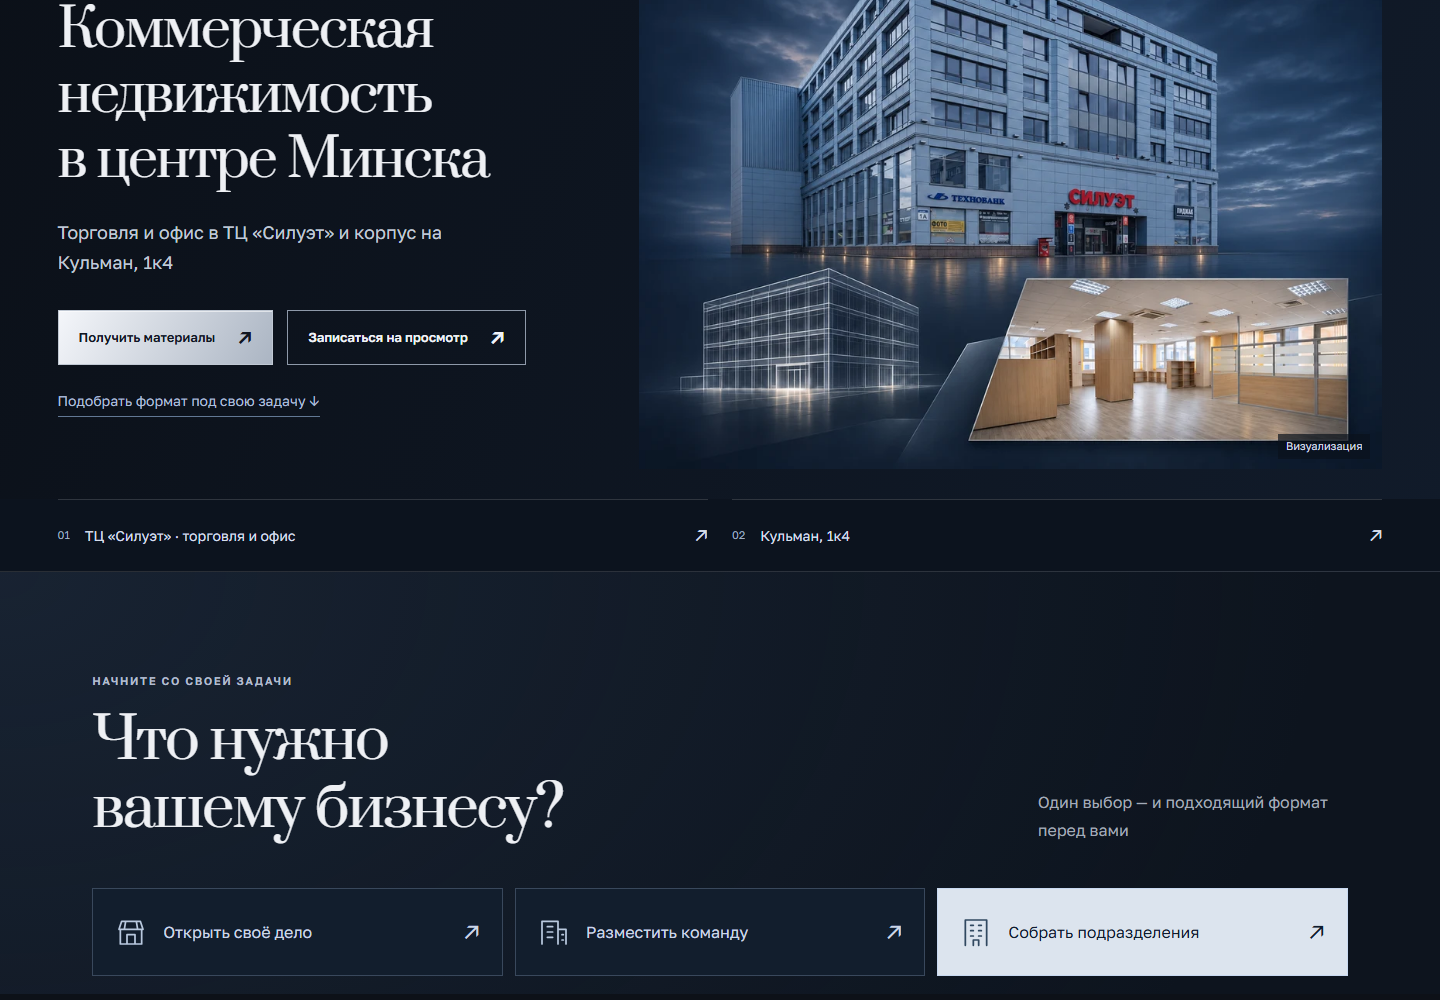 Коммерческая
недвижимость
в центре Минска
Торговля и офис в ТЦ «Силуэт» и корпус на
Кульман, 1к4
Получить материалы
Записаться на просмотр
Подобрать формат под свою задачу ↓
ТЕХНОБАНК
СИЛУЭТ
Визуализация
01 ТЦ «Силуэт» · торговля и офис
02 Кульман, 1к4
НАЧНИТЕ СО СВОЕЙ ЗАДАЧИ
Что нужно
вашему бизнесу?
Один выбор — и подходящий формат
перед вами
Открыть своё дело
Разместить команду
Собрать подразделения